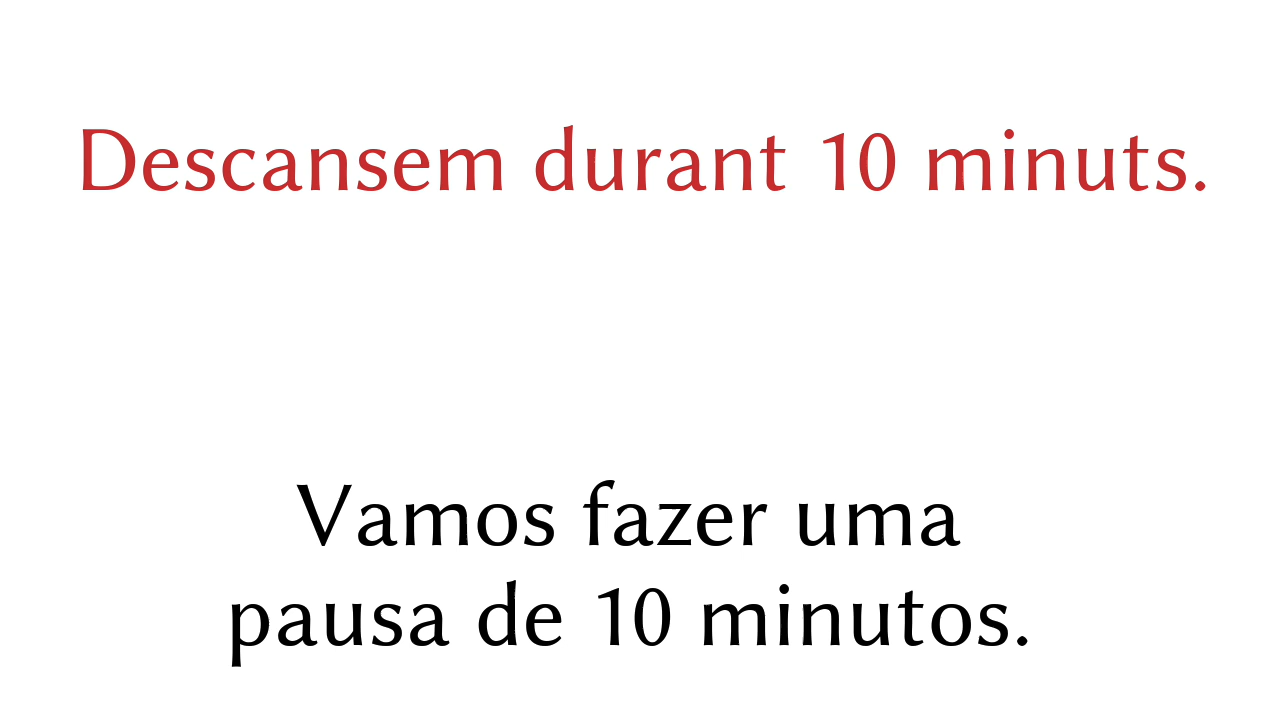 Descansem durant 10 minuts.
Vamos fazer uma
pausa de 10 minutos.